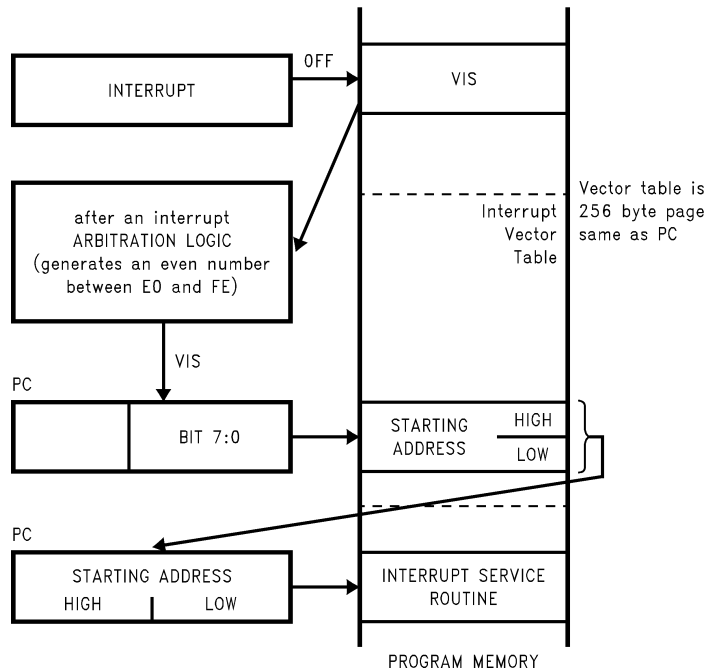 INTERRUPT
OFF
VIS
after an interrupt
ARBITRATION LOGIC
(generates an even number
between E0 and FE)
Interrupt
Vector
Table
Vector table is
256 byte page
same as PC
VIS
PC
BIT 7:0
STARTING
ADDRESS
HIGH
LOW
PC
STARTING ADDRESS
HIGH
LOW
INTERRUPT SERVICE
ROUTINE
PROGRAM MEMORY